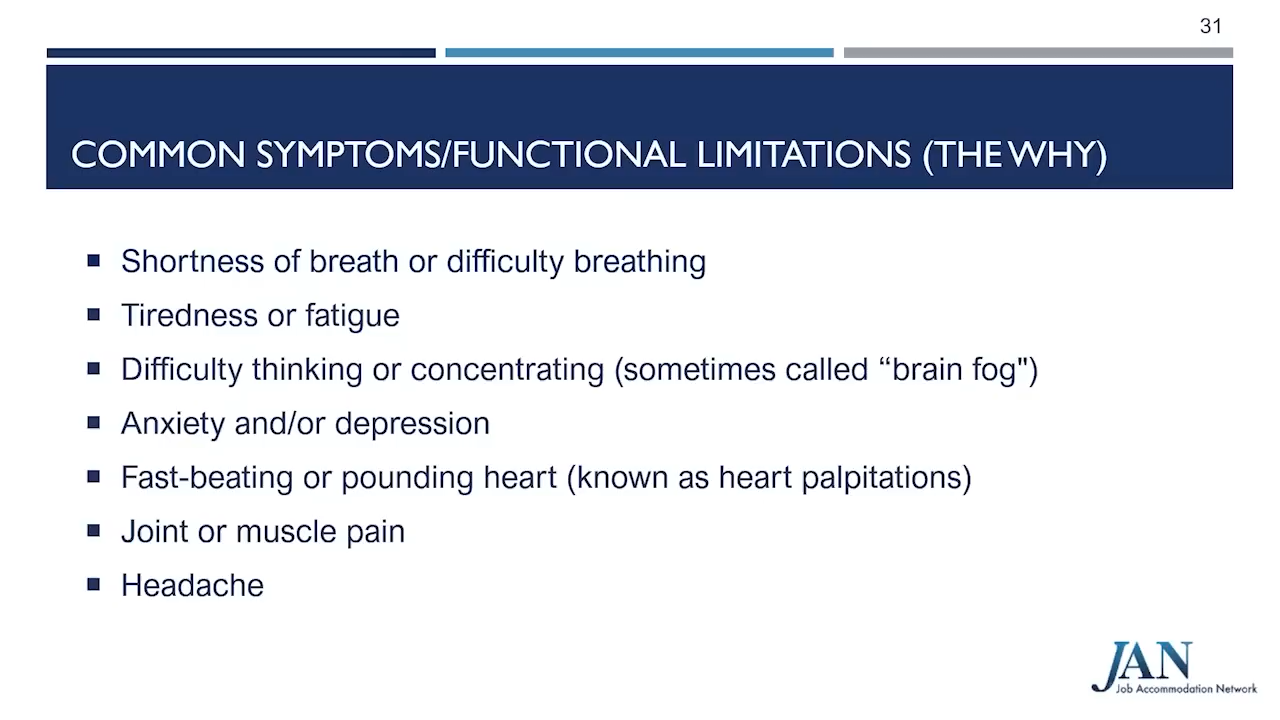 31
COMMON SYMPTOMS/FUNCTIONAL LIMITATIONS (THE WHY)
▪ Shortness of breath or difficulty breathing
▪ Tiredness or fatigue
▪ Difficulty thinking or concentrating (sometimes called “brain fog")
▪ Anxiety and/or depression
▪ Fast-beating or pounding heart (known as heart palpitations)
▪ Joint or muscle pain
▪ Headache
JAN
Job Accommodation Network